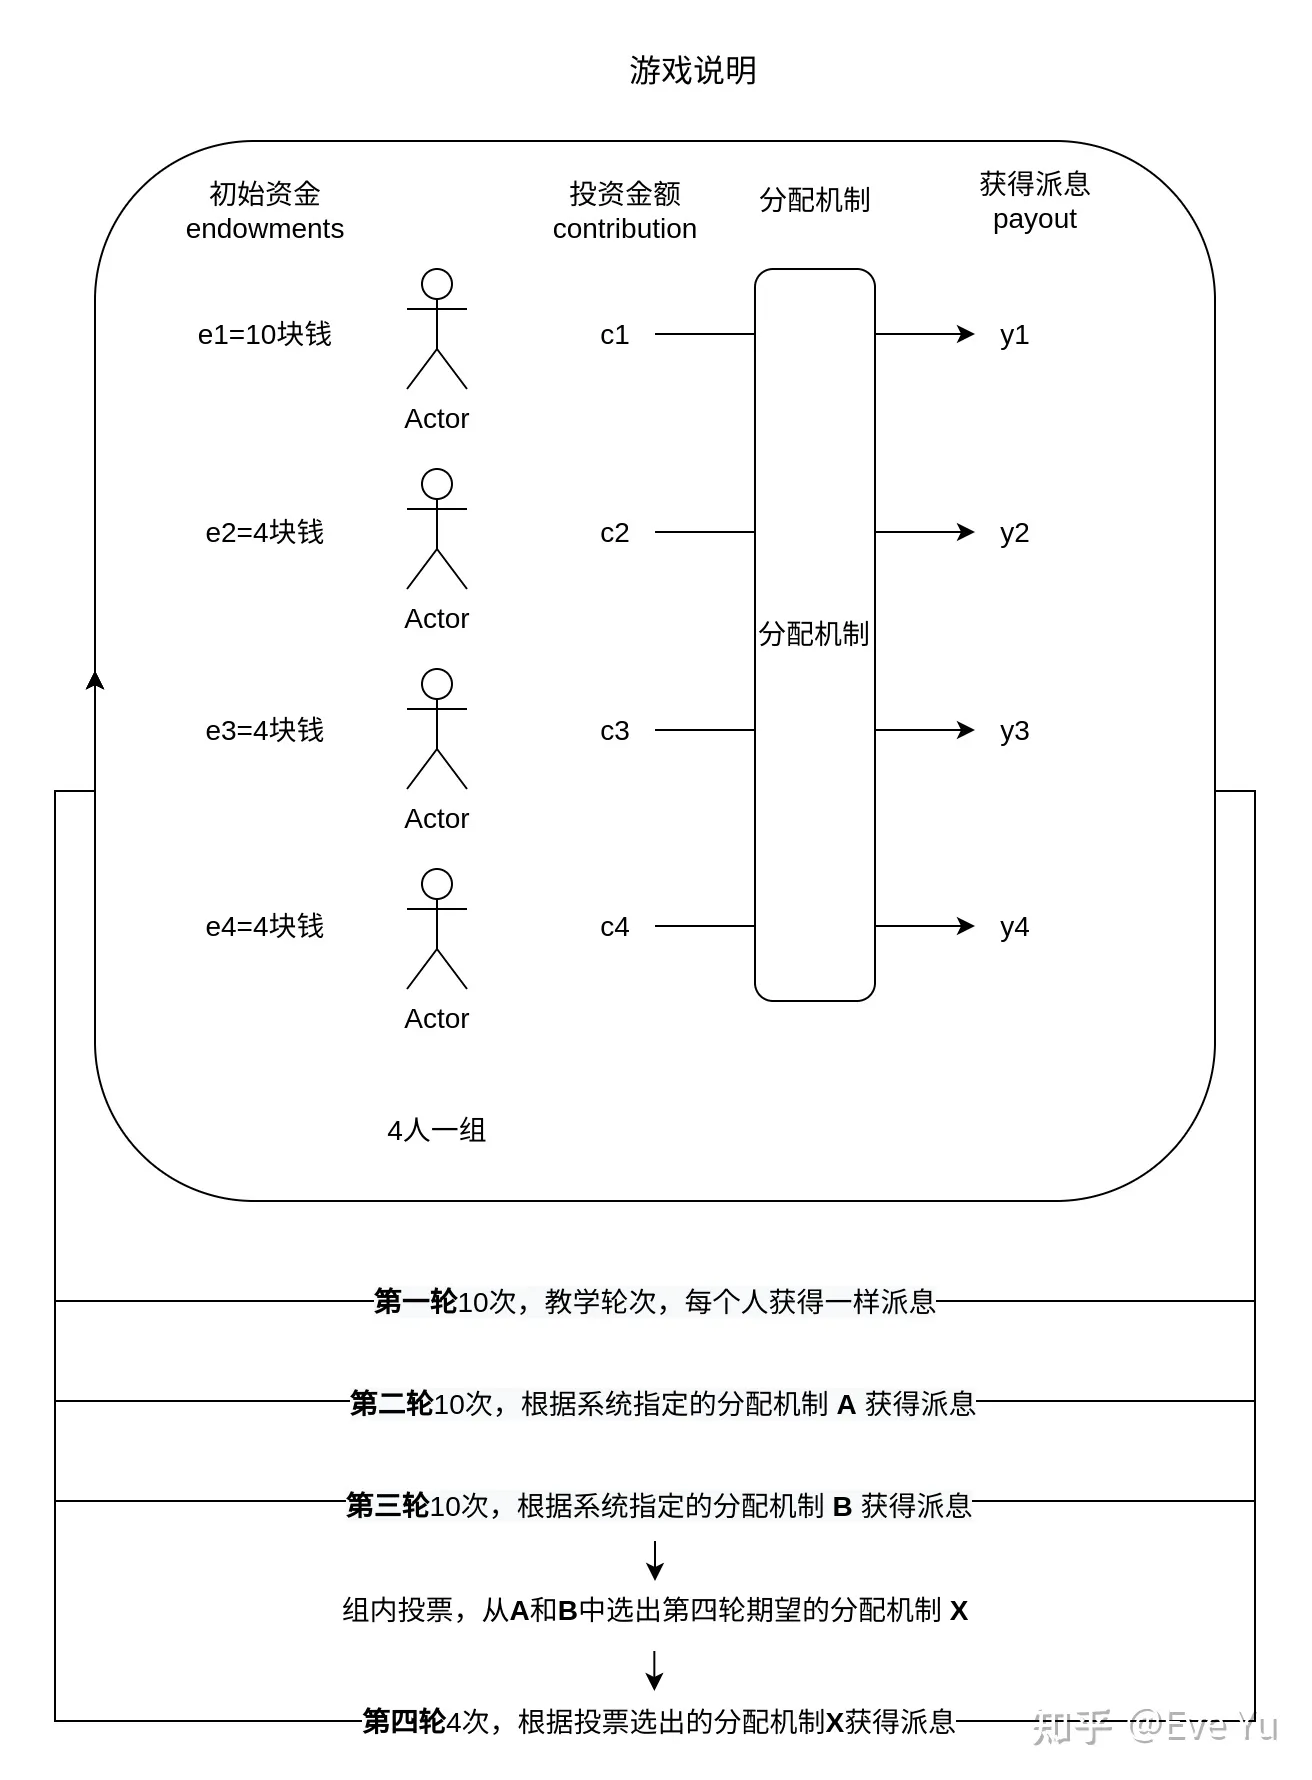 游戏说明
初始资金
endowments
投资金额
contribution
分配机制
获得派息
payout
e1=10块钱
Actor
c1
y1
e2=4块钱
Actor
c2
y2
分配机制
e3=4块钱
Actor
c3
y3
e4=4块钱
Actor
c4
y4
4人一组
第一轮10次，教学轮次，每个人获得一样派息
第二轮10次，根据系统指定的分配机制 A 获得派息
第三轮10次，根据系统指定的分配机制 B 获得派息
组内投票，从A和B中选出第四轮期望的分配机制 X
第四轮4次，根据投票选出的分配机制X获得派息
知乎 @Eve Yu